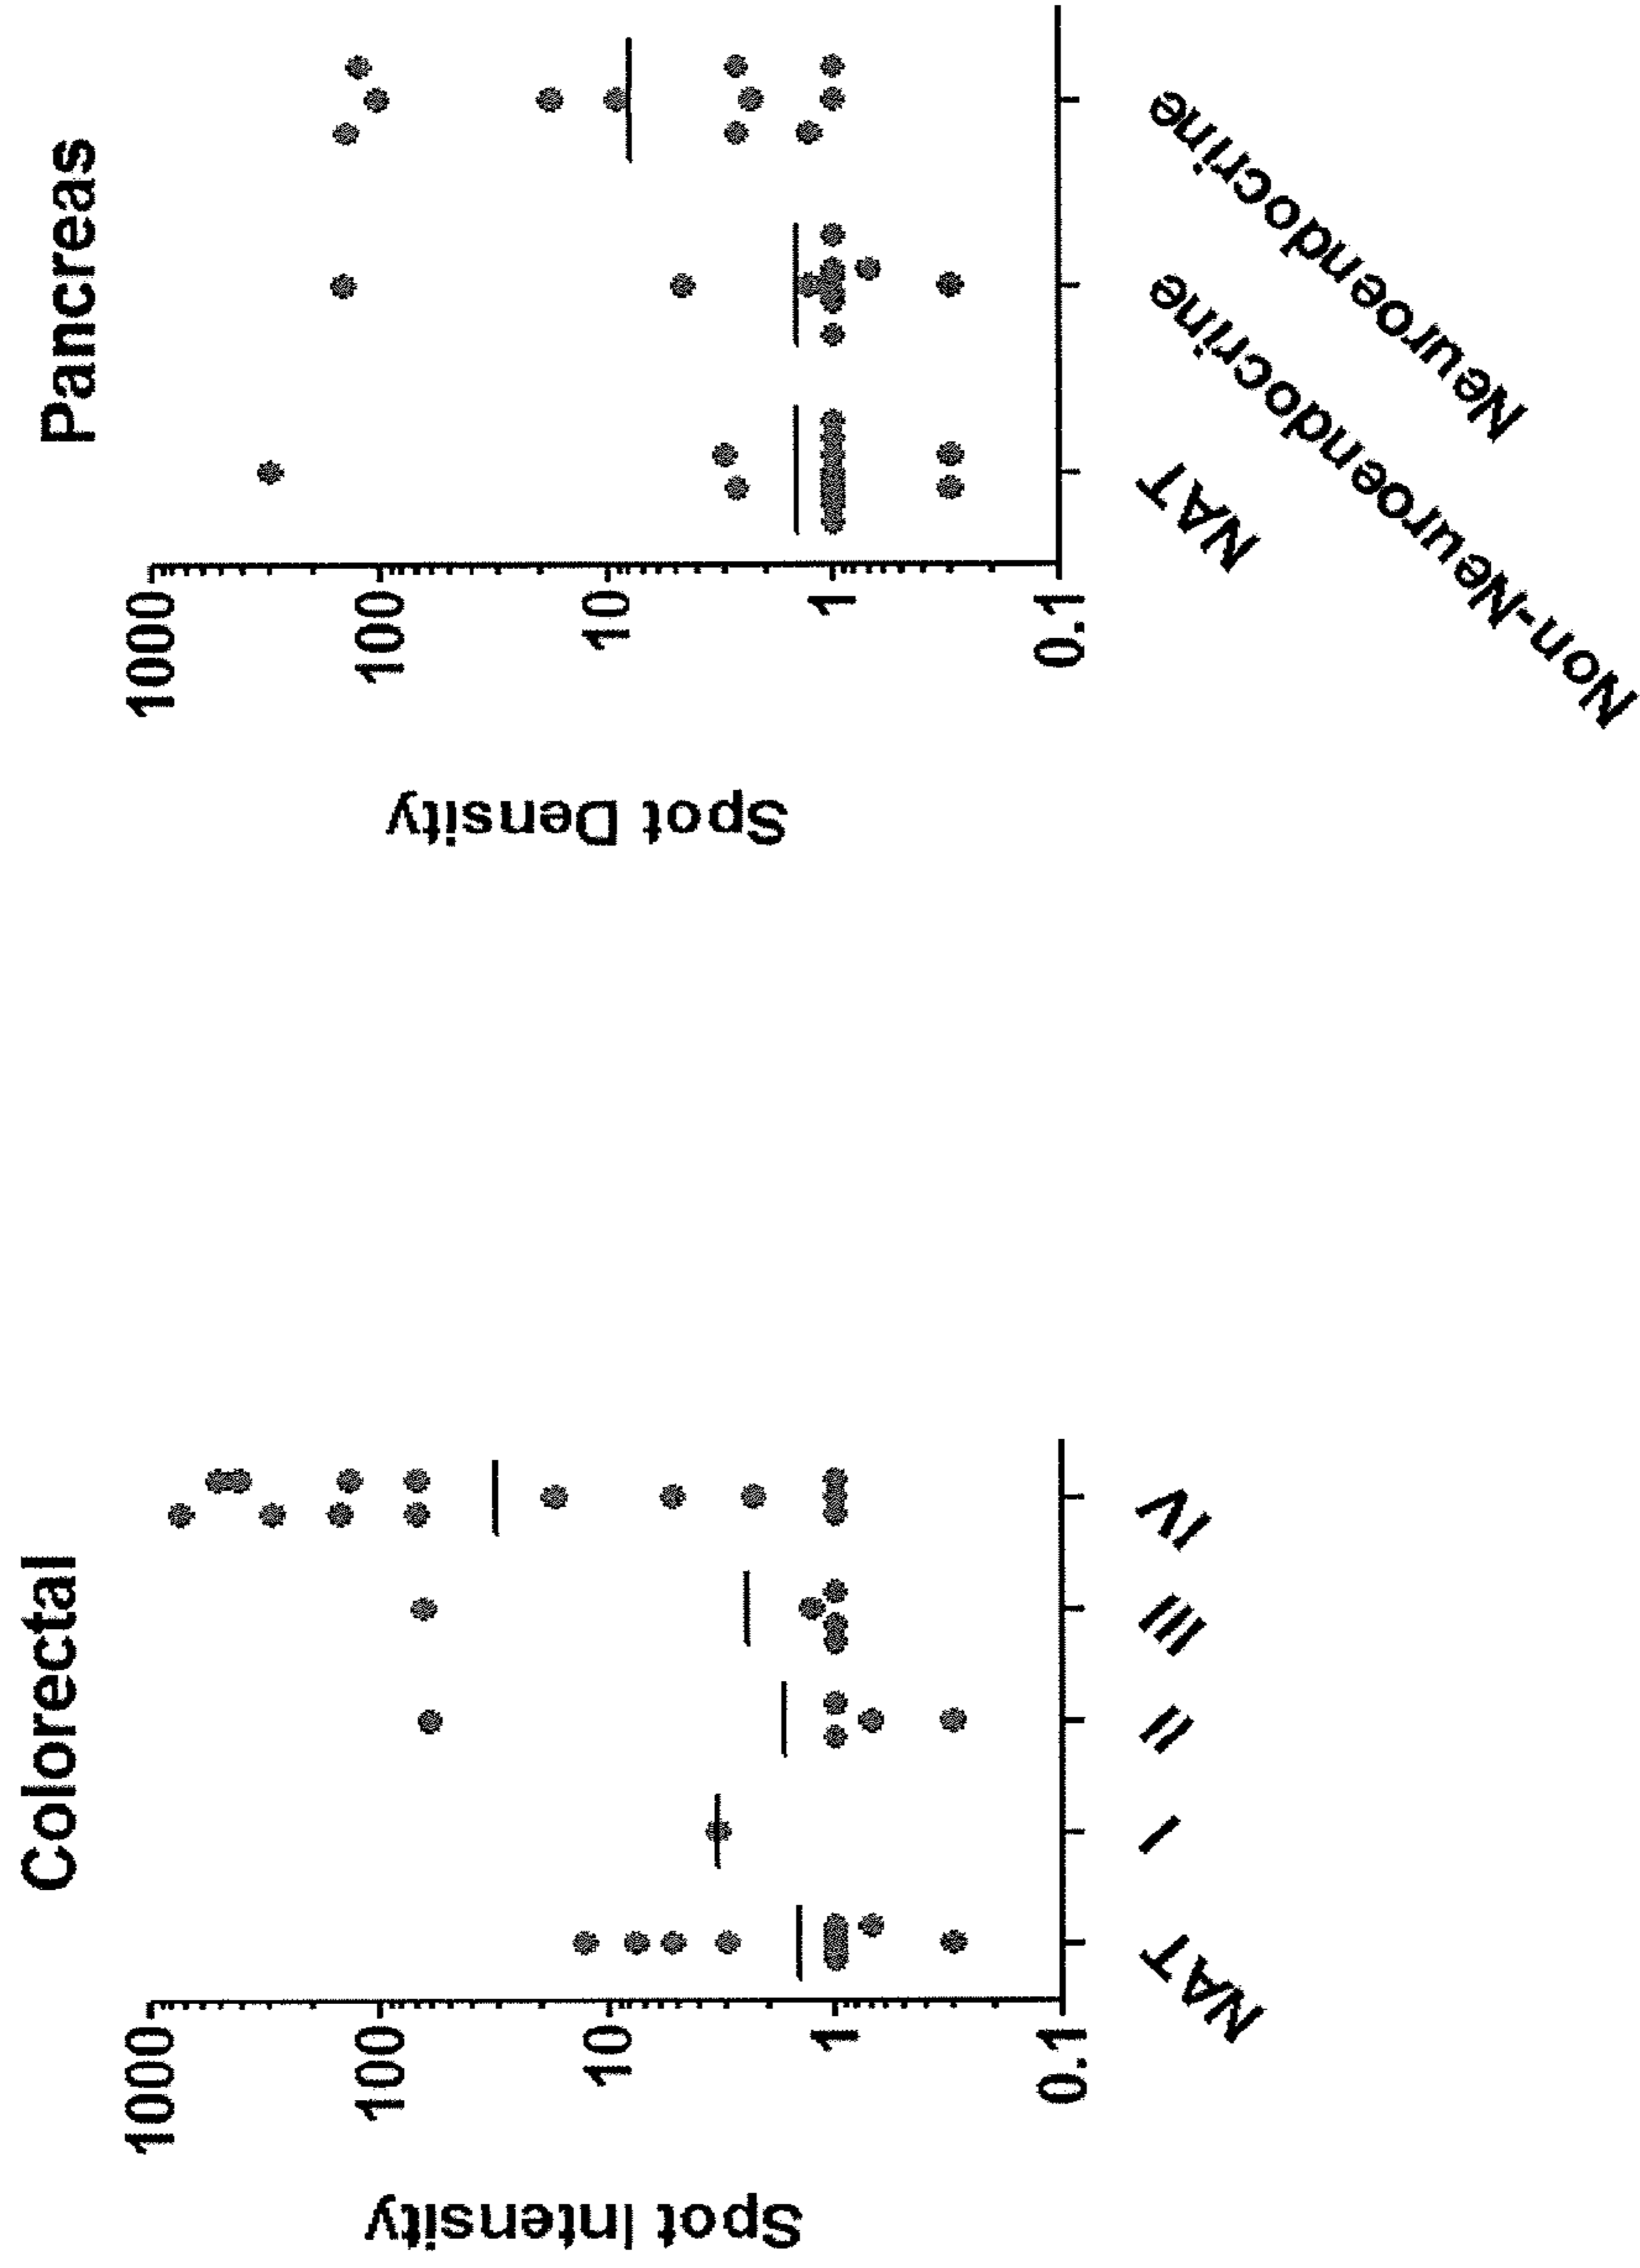 Colorectal
Spot Intensity
1000
100
10
1
0.1
NAT
I
II
III
IV
Pancreas
Spot Density
1000
100
10
1
0.1
NAT
Non-Neuroendocrine
Neuroendocrine